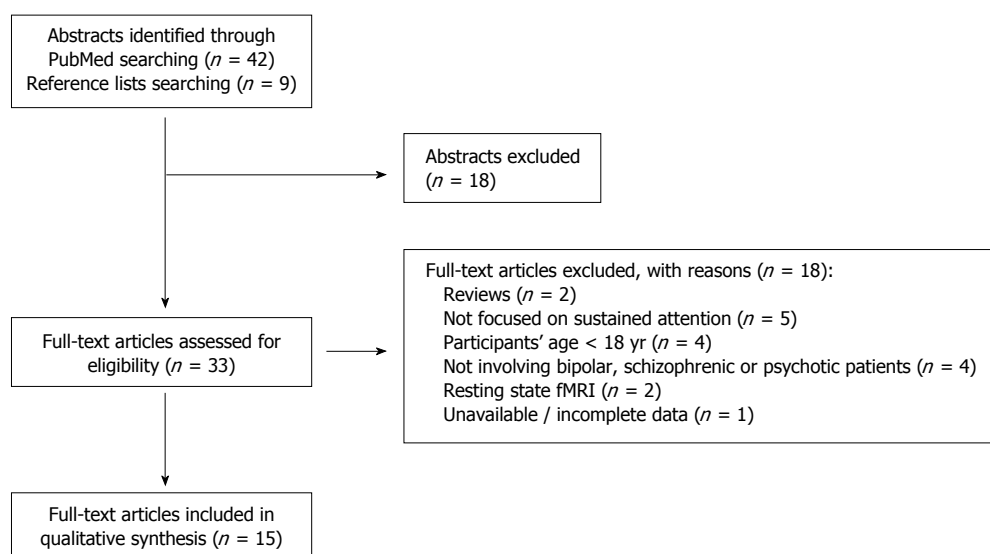 Abstracts identified through
PubMed searching (n = 42)
Reference lists searching (n = 9)
Abstracts excluded
(n = 18)
Full-text articles excluded, with reasons (n = 18):
Reviews (n = 2)
Not focused on sustained attention (n = 5)
Participants' age < 18 yr (n = 4)
Not involving bipolar, schizophrenic or psychotic patients (n = 4)
Resting state fMRI (n = 2)
Unavailable / incomplete data (n = 1)
Full-text articles assessed for
eligibility (n = 33)
Full-text articles included in
qualitative synthesis (n = 15)